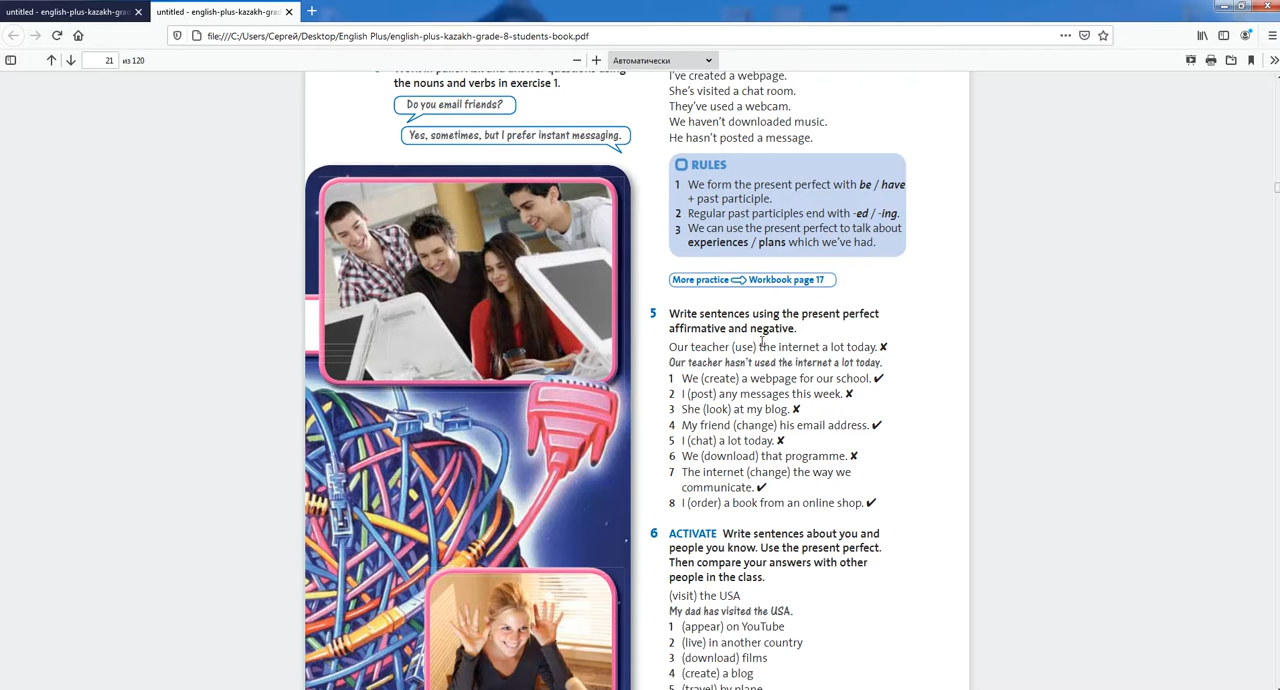 untitled - english-plus-kazakh-grad
untitled - english-plus-kazakh-grad
file:///C:/Users/Сергей/Desktop/English Plus/english-plus-kazakh-grade-8-students-book.pdf
21 из 120
Автоматически
the nouns and verbs in exercise 1.
Do you email friends?
Yes, sometimes, but I prefer instant messaging.
I've created a webpage.
She's visited a chat room.
They've used a webcam.
We haven't downloaded music.
He hasn't posted a message.
RULES
1 We form the present perfect with be / have
+ past participle.
2 Regular past participles end with -ed / -ing.
3 We can use the present perfect to talk about
experiences / plans which we've had.
More practice ⇨ Workbook page 17
5 Write sentences using the present perfect
affirmative and negative.
Our teacher (use) the internet a lot today. ✘
Our teacher hasn't used the internet a lot today.
1 We (create) a webpage for our school. ✔
2 I (post) any messages this week. ✘
3 She (look) at my blog. ✘
4 My friend (change) his email address. ✔
5 I (chat) a lot today. ✘
6 We (download) that programme. ✘
7 The internet (change) the way we
communicate. ✔
8 I (order) a book from an online shop. ✔
6 ACTIVATE Write sentences about you and
people you know. Use the present perfect.
Then compare your answers with other
people in the class.
(visit) the USA
My dad has visited the USA.
1 (appear) on YouTube
2 (live) in another country
3 (download) films
4 (create) a blog
5 (travel) by plane